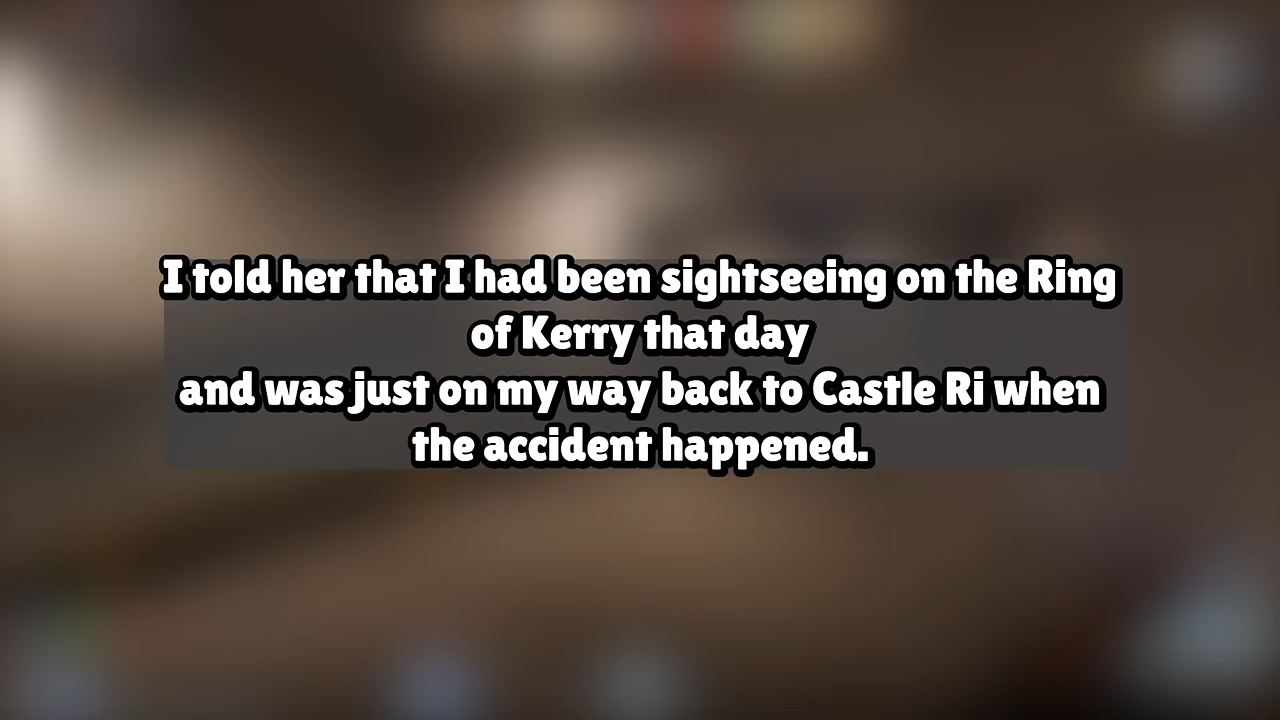 I told her that I had been sightseeing on the Ring
of Kerry that day
and was just on my way back to Castle Ri when
the accident happened.